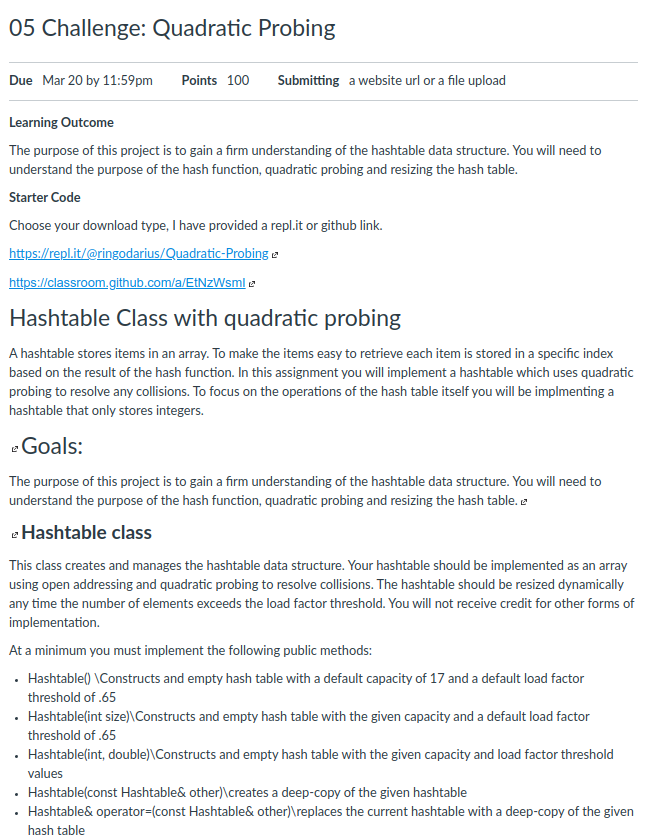 05 Challenge: Quadratic Probing
Due Mar 20 by 11:59pm Points 100 Submitting a website url or a file upload
Learning Outcome
The purpose of this project is to gain a firm understanding of the hashtable data structure. You will need to
understand the purpose of the hash function, quadratic probing and resizing the hash table.
Starter Code
Choose your download type, I have provided a repl.it or github link.
https://repl.it/@ringodarius/Quadratic-Probing
https://classroom.github.com/a/EtNzWsmI
Hashtable Class with quadratic probing
A hashtable stores items in an array. To make the items easy to retrieve each item is stored in a specific index
based on the result of the hash function. In this assignment you will implement a hashtable which uses quadratic
probing to resolve any collisions. To focus on the operations of the hash table itself you will be implmenting a
hashtable that only stores integers.
Goals:
The purpose of this project is to gain a firm understanding of the hashtable data structure. You will need to
understand the purpose of the hash function, quadratic probing and resizing the hash table.
Hashtable class
This class creates and manages the hashtable data structure. Your hashtable should be implemented as an array
using open addressing and quadratic probing to resolve collisions. The hashtable should be resized dynamically
any time the number of elements exceeds the load factor threshold. You will not receive credit for other forms of
implementation.
At a minimum you must implement the following public methods:
• Hashtable() \Constructs and empty hash table with a default capacity of 17 and a default load factor
threshold of .65
• Hashtable(int size)\Constructs and empty hash table with the given capacity and a default load factor
threshold of .65
• Hashtable(int, double)\Constructs and empty hash table with the given capacity and load factor threshold
values
• Hashtable(const Hashtable& other)\creates a deep-copy of the given hashtable
• Hashtable& operator=(const Hashtable& other)\replaces the current hashtable with a deep-copy of the given
hash table